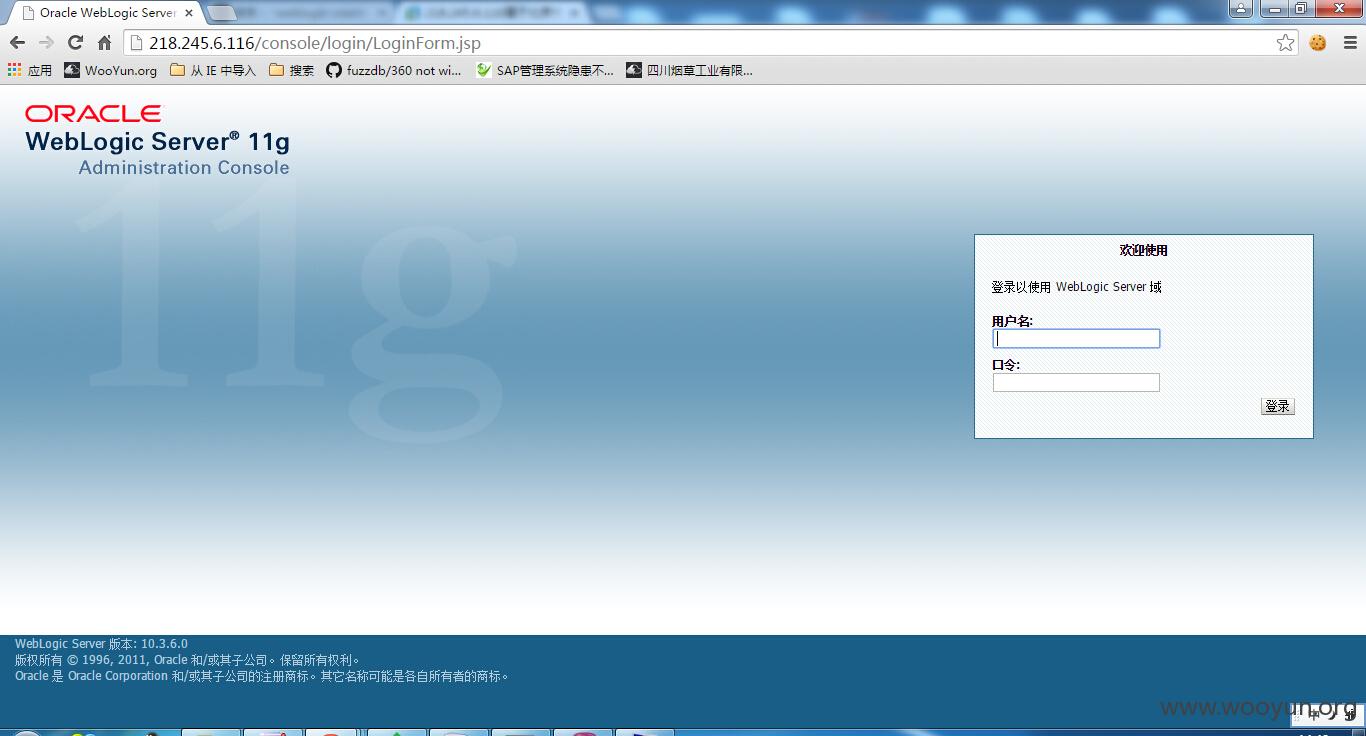 Oracle WebLogic Server
218.245.6.116/console/login/LoginForm.jsp
应用 WooYun.org 从 IE 中导入 搜索 fuzzdb/360 not wi... SAP管理系统隐患不... 四川烟草工业有限...
ORACLE
WebLogic Server® 11g
Administration Console
11g
欢迎使用
登录以使用 WebLogic Server 域
用户名:
口令:
登录
WebLogic Server 版本: 10.3.6.0
版权所有 © 1996, 2011, Oracle 和/或其子公司。保留所有权利。
Oracle 是 Oracle Corporation 和/或其子公司的注册商标。其它名称可能是各自所有者的商标。
www.wooyun.org
中